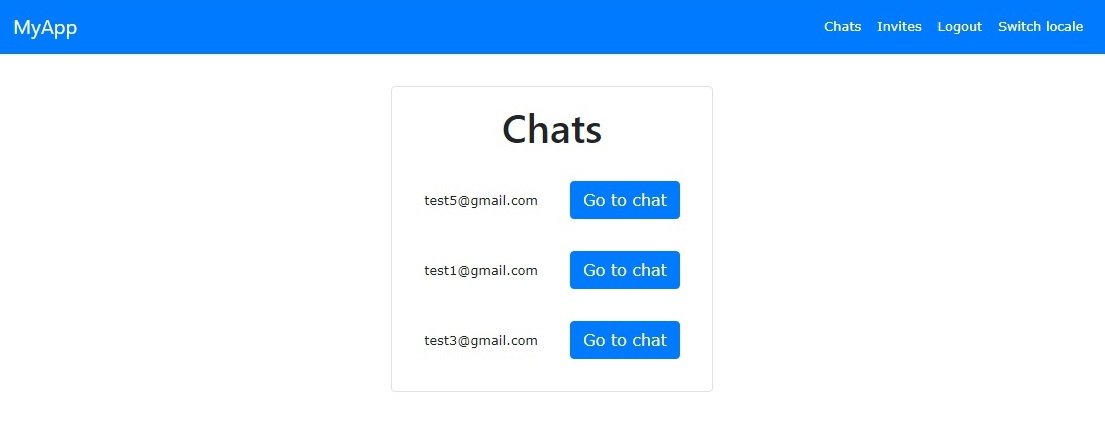 MyApp Chats Invites Logout Switch locale
Chats
test5@gmail.com Go to chat
test1@gmail.com Go to chat
test3@gmail.com Go to chat